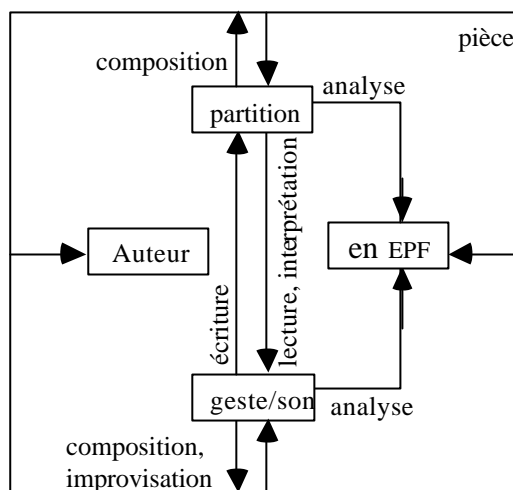 pièce
composition
analyse
partition
lecture, interprétation
Auteur
en EPF
écriture
geste/son
analyse
composition,
improvisation